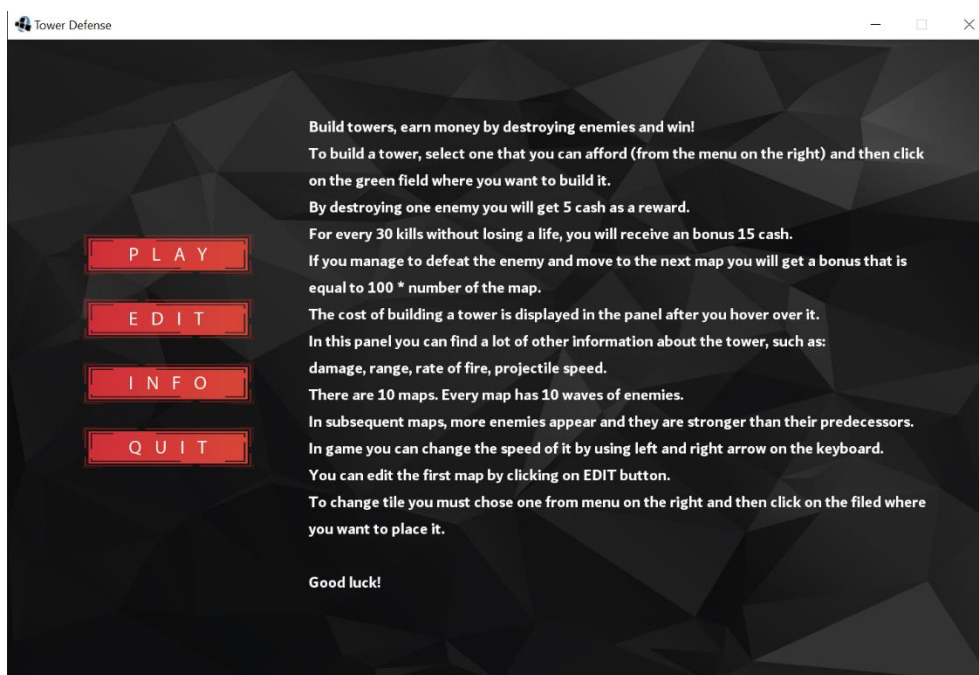 Tower Defense
Build towers, earn money by destroying enemies and win!
To build a tower, select one that you can afford (from the menu on the right) and then click
on the green field where you want to build it.
By destroying one enemy you will get 5 cash as a reward.
For every 30 kills without losing a life, you will receive an bonus 15 cash.
If you manage to defeat the enemy and move to the next map you will get a bonus that is
equal to 100 * number of the map.
The cost of building a tower is displayed in the panel after you hover over it.
In this panel you can find a lot of other information about the tower, such as:
damage, range, rate of fire, projectile speed.
There are 10 maps. Every map has 10 waves of enemies.
In subsequent maps, more enemies appear and they are stronger than their predecessors.
In game you can change the speed of it by using left and right arrow on the keyboard.
You can edit the first map by clicking on EDIT button.
To change tile you must chose one from menu on the right and then click on the filed where
you want to place it.
Good luck!
PLAY
EDIT
INFO
QUIT